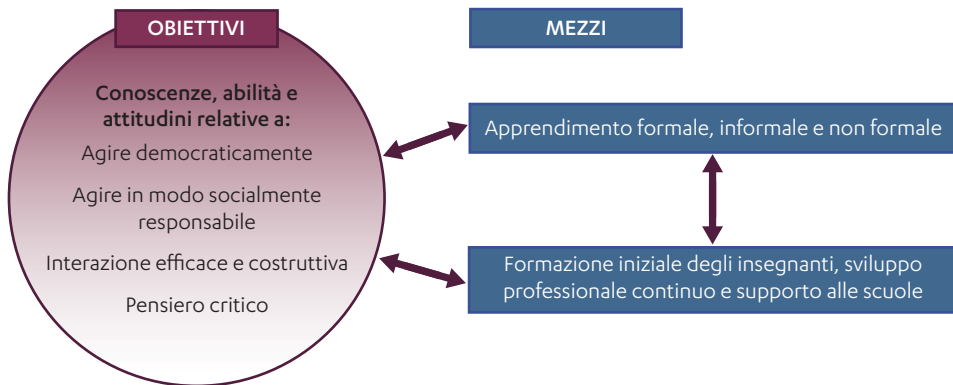 OBIETTIVI
Conoscenze, abilità e
attitudini relative a:
Agire democraticamente
Agire in modo socialmente
responsabile
Interazione efficace e costruttiva
Pensiero critico
MEZZI
Apprendimento formale, informale e non formale
Formazione iniziale degli insegnanti, sviluppo
professionale continuo e supporto alle scuole